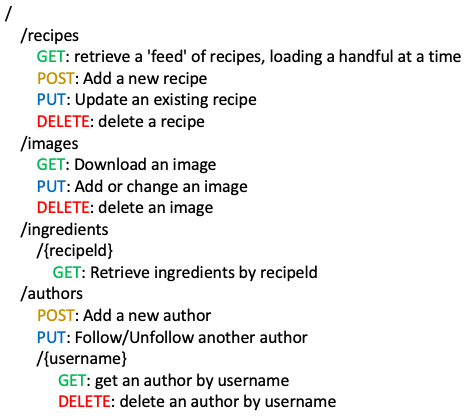 /
/recipes
GET: retrieve a 'feed' of recipes, loading a handful at a time
POST: Add a new recipe
PUT: Update an existing recipe
DELETE: delete a recipe
/images
GET: Download an image
PUT: Add or change an image
DELETE: delete an image
/ingredients
/{recipeId}
GET: Retrieve ingredients by recipeId
/authors
POST: Add a new author
PUT: Follow/Unfollow another author
/{username}
GET: get an author by username
DELETE: delete an author by username